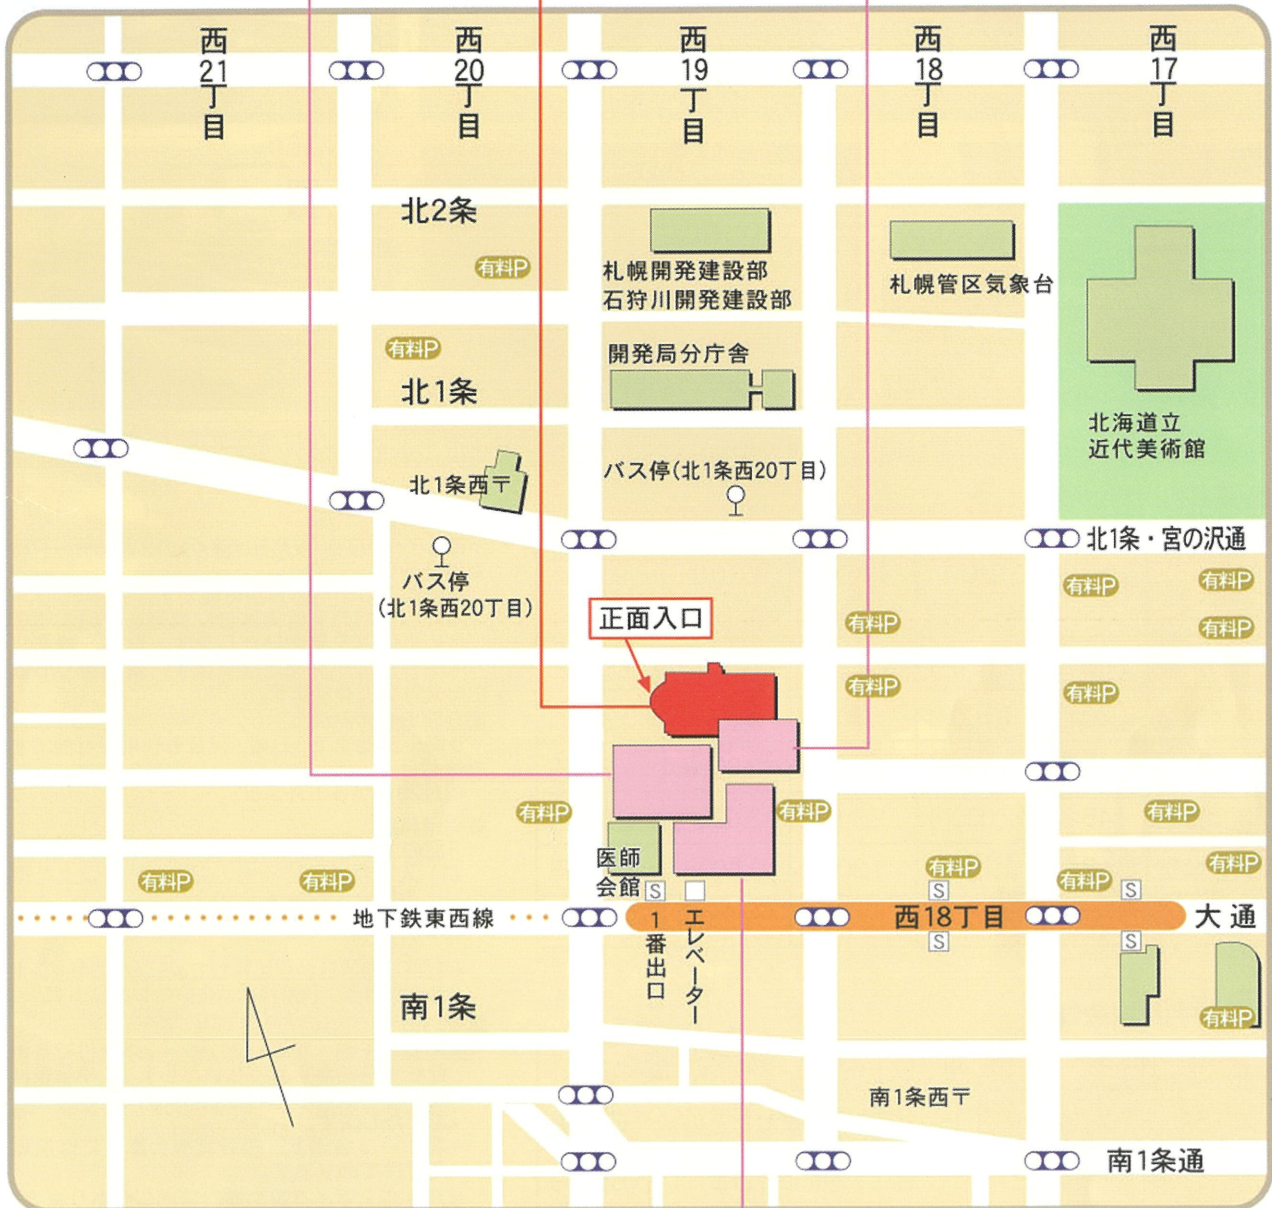 西21丁目
西20丁目
西19丁目
西18丁目
西17丁目
北2条
有料P
札幌開発建設部
石狩川開発建設部
札幌管区気象台
有料P
北1条
開発局分庁舎
北海道立
近代美術館
北1条西〒
バス停(北1条西20丁目)
北1条・宮の沢通
バス停
(北1条西20丁目)
有料P
有料P
有料P
有料P
正面入口
有料P
有料P
有料P
有料P
有料P
医師
会館
有料P
有料P
有料P
有料P
有料P
S
S
S
地下鉄東西線
1番出口
エレベーター
西18丁目
大通
S
S
南1条
有料P
南1条西〒
南1条通